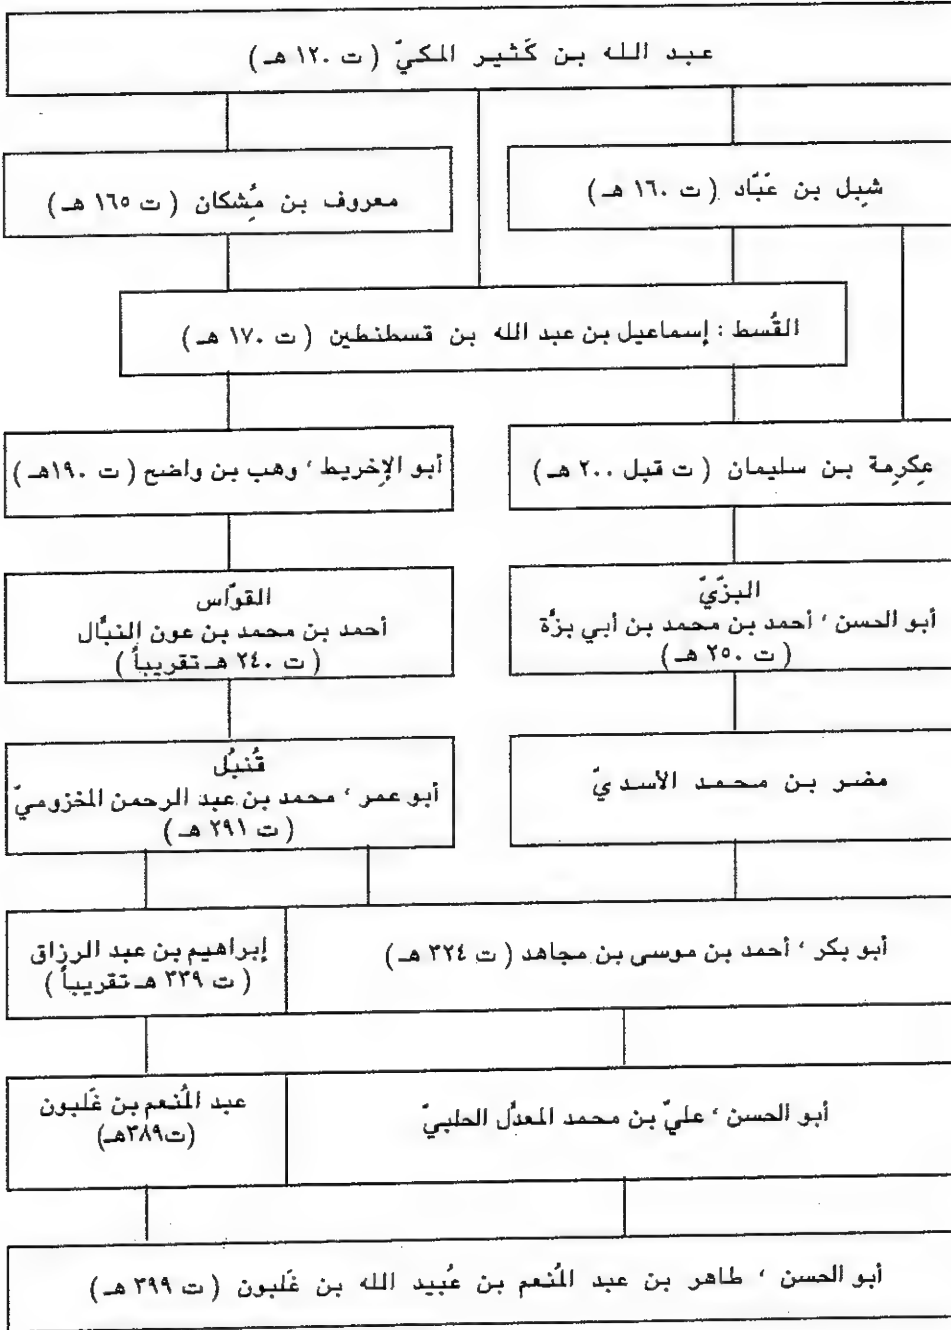 عبد الله بن كَثير المكيّ ( ت ١٢٠ هـ )
شِبل بن عَبّاد ( ت ١٦٠ هـ )
معروف بن مُِشكان ( ت ١٦٥ هـ )
القُسط : إسماعيل بن عبد الله بن قسطنطين ( ت ١٧٠ هـ )
عِكرِمة بن سليمان ( ت قبل ٢٠٠ هـ )
أبو الإخريط ، وهب بن واضح ( ت ١٩٠هـ )
البزّيّ
أبو الحسن ، أحمد بن محمد بن أبي بزّة
( ت ٢٥٠ هـ )
القوّاس
أحمد بن محمد بن عون النبّال
( ت ٢٤٠ هـ تقريباً )
مضر بن محمد الأسديّ
قُنبُل
أبو عمر ، محمد بن عبد الرحمن المخزوميّ
( ت ٢٩١ هـ )
أبو بكر ، أحمد بن موسى بن مجاهد ( ت ٣٢٤ هـ )
إبراهيم بن عبد الرزاق
( ت ٣٣٩ هـ تقريباً )
أبو الحسن ، عليّ بن محمد المعدّل الحلبيّ
عبد المُنعم بن غَلبون
(ت٣٨٩هـ)
أبو الحسن ، طاهر بن عبد المُنعم بن عُبيد الله بن غَلبون ( ت ٣٩٩ هـ )